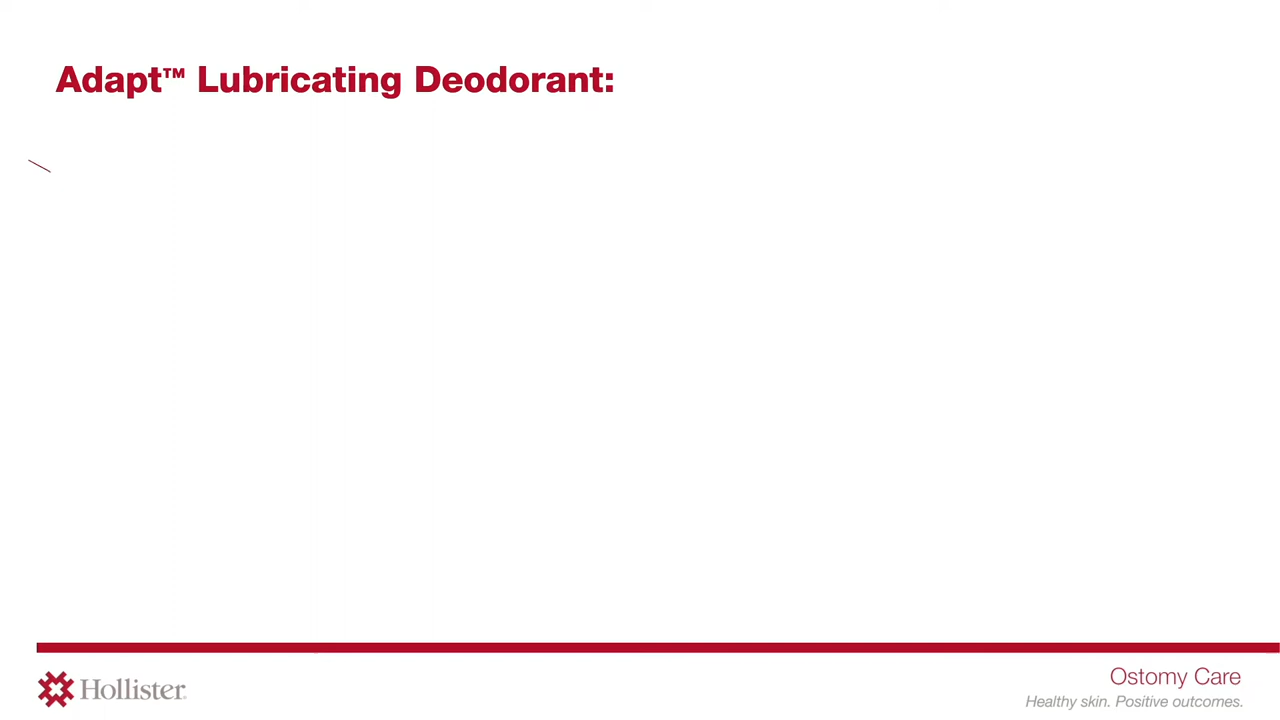 Adapt™ Lubricating Deodorant:
Hollister®
Ostomy Care
Healthy skin. Positive outcomes.